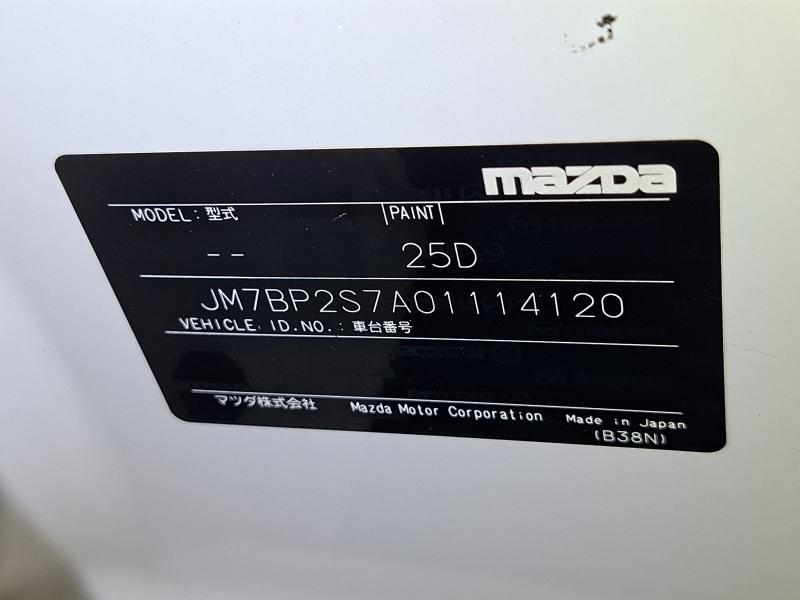 mazda
MODEL: 型式 PAINT
-- 25D
JM7BP2S7A01114120
VEHICLE ID.NO.: 車台番号
マツダ株式会社 Mazda Motor Corporation Made in Japan
(B38N)